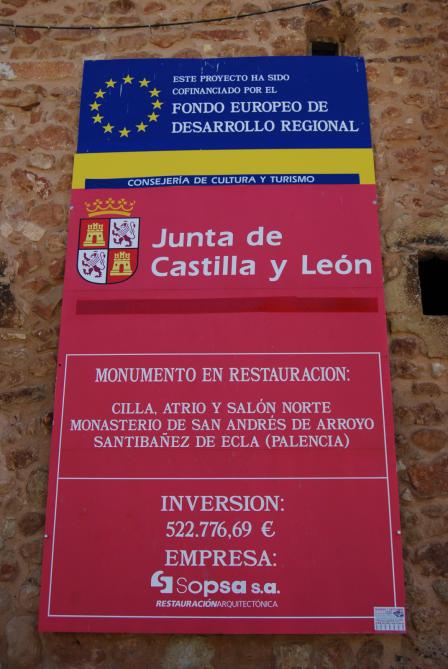 ESTE PROYECTO HA SIDO
COFINANCIADO POR EL
FONDO EUROPEO DE
DESARROLLO REGIONAL
CONSEJERÍA DE CULTURA Y TURISMO
Junta de
Castilla y León
MONUMENTO EN RESTAURACION:
CILLA, ATRIO Y SALÓN NORTE
MONASTERIO DE SAN ANDRÉS DE ARROYO
SANTIBAÑEZ DE ECLA (PALENCIA)
INVERSION:
522.776,69 €
EMPRESA:
Sopsa s.a.
RESTAURACIÓNARQUITECTÓNICA